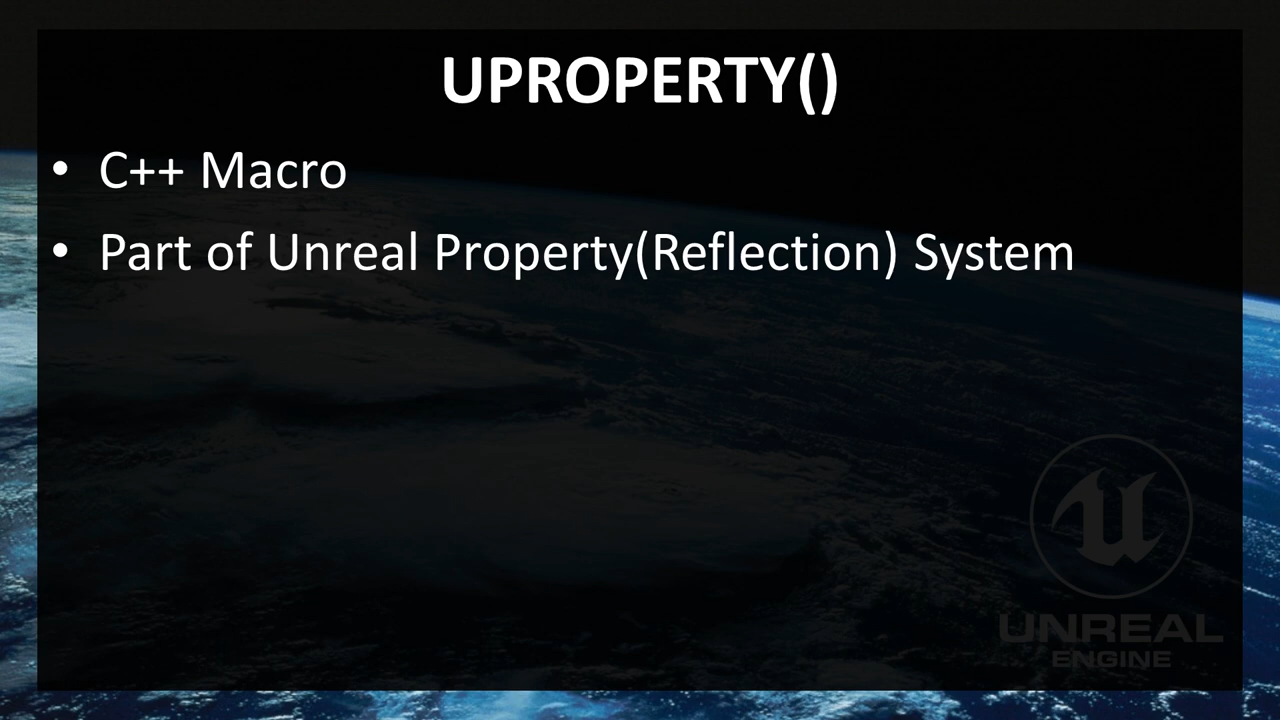 UPROPERTY()
• C++ Macro
• Part of Unreal Property(Reflection) System
UNREAL
ENGINE